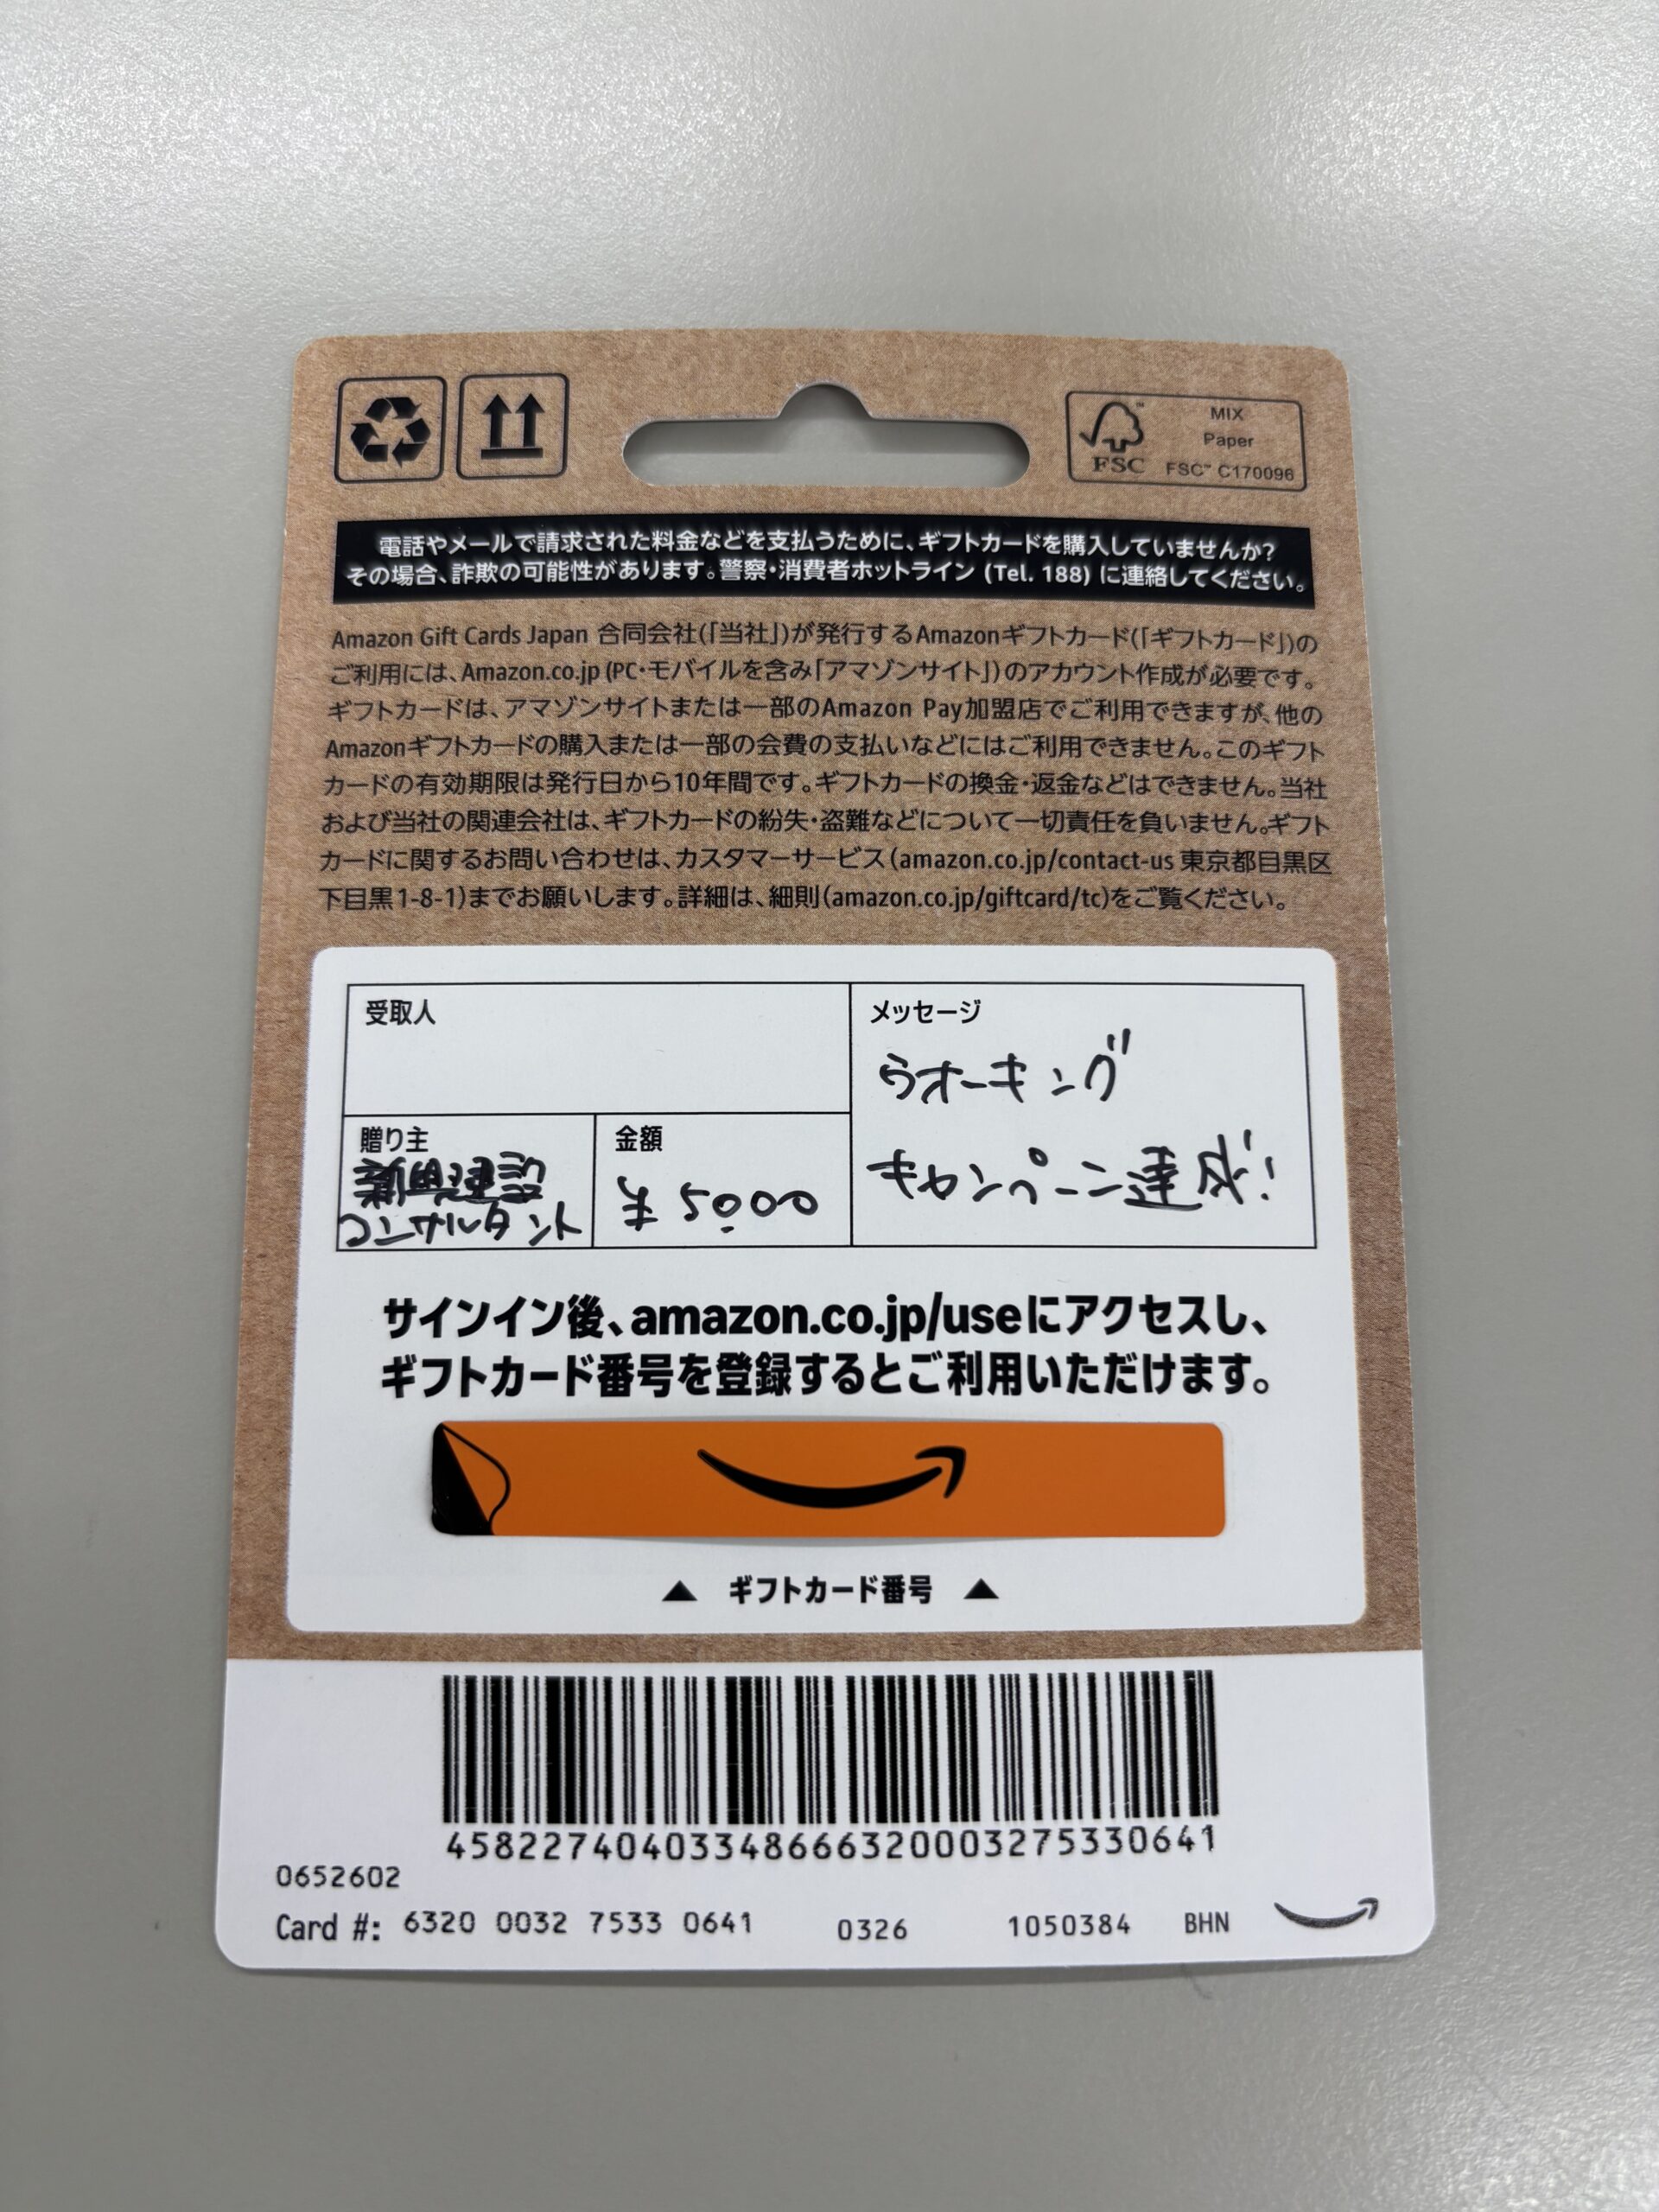 MIX
Paper
FSC™ C170096
FSC
電話やメールで請求された料金などを支払うために、ギフトカードを購入していませんか?
その場合、詐欺の可能性があります。警察・消費者ホットライン (Tel. 188) に連絡してください。
Amazon Gift Cards Japan 合同会社(「当社」)が発行するAmazonギフトカード(「ギフトカード」)の
ご利用には、Amazon.co.jp (PC・モバイルを含み「アマゾンサイト」)のアカウント作成が必要です。
ギフトカードは、アマゾンサイトまたは一部のAmazon Pay加盟店でご利用できますが、他の
Amazonギフトカードの購入または一部の会費の支払いなどにはご利用できません。このギフト
カードの有効期限は発行日から10年間です。ギフトカードの換金・返金などはできません。当社
および当社の関連会社は、ギフトカードの紛失・盗難などについて一切責任を負いません。ギフト
カードに関するお問い合わせは、カスタマーサービス(amazon.co.jp/contact-us 東京都目黒区
下目黒1-8-1)までお願いします。詳細は、細則(amazon.co.jp/giftcard/tc)をご覧ください。
受取人
贈り主
新興建設
コンサルタント
金額
¥5000
メッセージ
ウオーキング
キャンペーン達成!
サインイン後、amazon.co.jp/useにアクセスし、
ギフトカード番号を登録するとご利用いただけます。
▲ ギフトカード番号 ▲
45822740403348666320003275330641
0652602
Card #: 6320 0032 7533 0641 0326 1050384 BHN